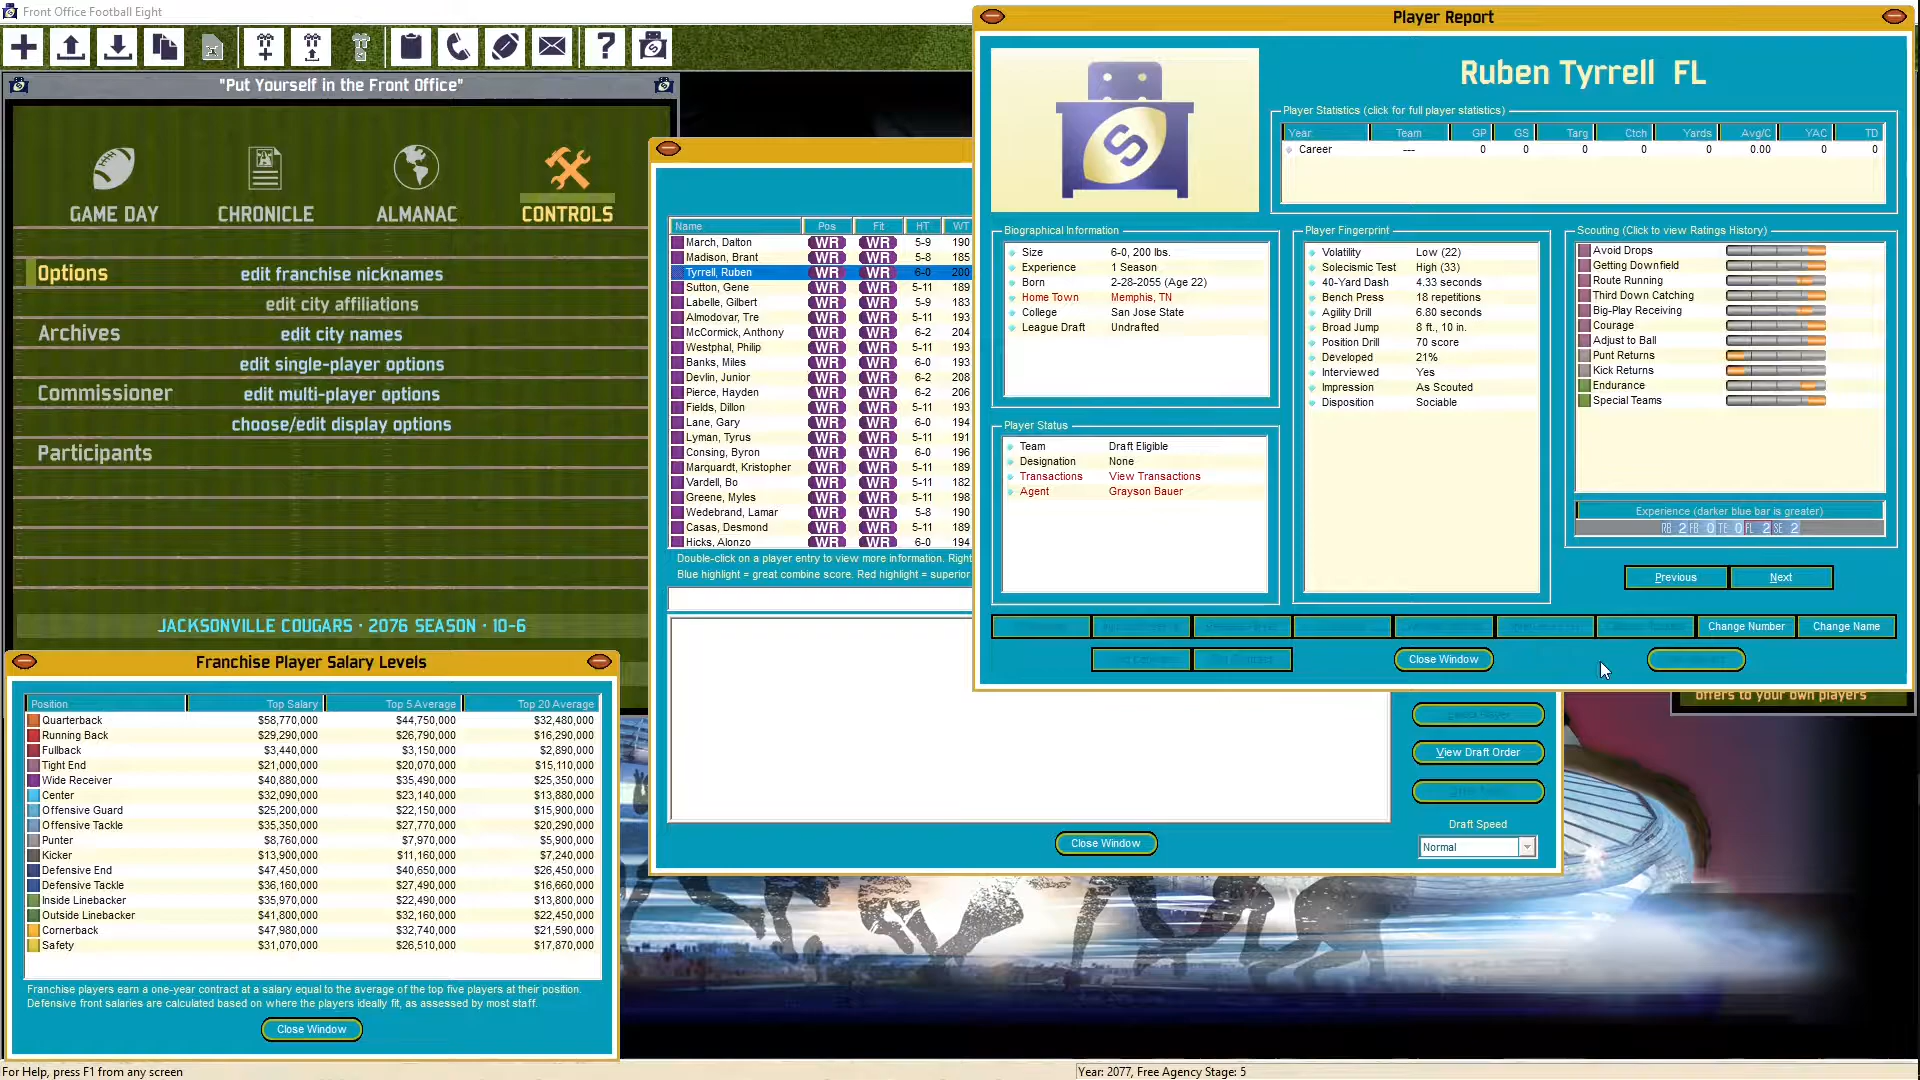 Front Office Football Eight
"Put Yourself in the Front Office"
GAME DAY
CHRONICLE
ALMANAC
CONTROLS
Options
Archives
Commissioner
Participants
edit franchise nicknames
edit city affiliations
edit city names
edit single-player options
edit multi-player options
choose/edit display options
JACKSONVILLE COUGARS · 2076 SEASON · 10-6
Franchise Player Salary Levels
Position Top Salary Top 5 Average Top 20 Average
Quarterback $58,770,000 $44,750,000 $32,480,000
Running Back $29,290,000 $26,790,000 $16,290,000
Fullback $3,440,000 $3,150,000 $2,890,000
Tight End $21,000,000 $20,070,000 $15,110,000
Wide Receiver $40,880,000 $35,490,000 $25,350,000
Center $32,090,000 $23,140,000 $13,880,000
Offensive Guard $25,200,000 $22,150,000 $15,900,000
Offensive Tackle $35,350,000 $27,770,000 $20,290,000
Punter $8,760,000 $7,970,000 $5,900,000
Kicker $13,900,000 $11,160,000 $7,240,000
Defensive End $47,450,000 $40,650,000 $26,450,000
Defensive Tackle $36,160,000 $27,490,000 $16,660,000
Inside Linebacker $35,970,000 $22,490,000 $13,800,000
Outside Linebacker $41,800,000 $32,160,000 $22,450,000
Cornerback $47,980,000 $32,740,000 $21,590,000
Safety $31,070,000 $26,510,000 $17,870,000
Franchise players earn a one-year contract at a salary equal to the average of the top five players at their position.
Defensive front salaries are calculated based on where the players ideally fit, as assessed by most staff.
Close Window
Name Pos Fit HT WT
March, Dalton WR WR 5-9 190
Madison, Brant WR WR 5-8 185
Tyrrell, Ruben WR WR 6-0 200
Sutton, Gene WR WR 5-11 189
Labelle, Gilbert WR WR 5-9 183
Almodovar, Tre WR WR 5-11 193
McCormick, Anthony WR WR 6-2 204
Westphal, Philip WR WR 5-11 193
Banks, Miles WR WR 6-0 193
Devlin, Junior WR WR 6-2 208
Pierce, Hayden WR WR 6-2 206
Fields, Dillon WR WR 5-11 193
Lane, Gary WR WR 6-0 194
Lyman, Tyrus WR WR 5-11 191
Consing, Byron WR WR 6-0 196
Marquardt, Kristopher WR WR 5-11 189
Vardell, Bo WR WR 5-11 182
Greene, Myles WR WR 5-11 198
Wedebrand, Lamar WR WR 5-8 190
Casas, Desmond WR WR 5-11 189
Hicks, Alonzo WR WR 6-0 194
Double-click on a player entry to view more information. Right
Blue highlight = great combine score. Red highlight = superior
View Draft Order
Draft Speed
Normal
Close Window
offers to your own players
Player Report
Ruben Tyrrell FL
Player Statistics (click for full player statistics)
Year Team GP GS Targ Ctch Yards Avg/C YAC TD
Career --- 0 0 0 0 0 0.00 0 0
Biographical Information
Size 6-0, 200 lbs.
Experience 1 Season
Born 2-28-2055 (Age 22)
Home Town Memphis, TN
College San Jose State
League Draft Undrafted
Player Status
Team Draft Eligible
Designation None
Transactions View Transactions
Agent Grayson Bauer
Player Fingerprint
Volatility Low (22)
Solecismic Test High (33)
40-Yard Dash 4.33 seconds
Bench Press 18 repetitions
Agility Drill 6.80 seconds
Broad Jump 8 ft., 10 in.
Position Drill 70 score
Developed 21%
Interviewed Yes
Impression As Scouted
Disposition Sociable
Scouting (Click to view Ratings History)
Avoid Drops
Getting Downfield
Route Running
Third Down Catching
Big-Play Receiving
Courage
Adjust to Ball
Punt Returns
Kick Returns
Endurance
Special Teams
Experience (darker blue bar is greater)
RB 2 FB 0 TE 0 FL 2 SE 2
Previous
Next
Change Number
Change Name
Close Window
For Help, press F1 from any screen
Year: 2077, Free Agency Stage: 5